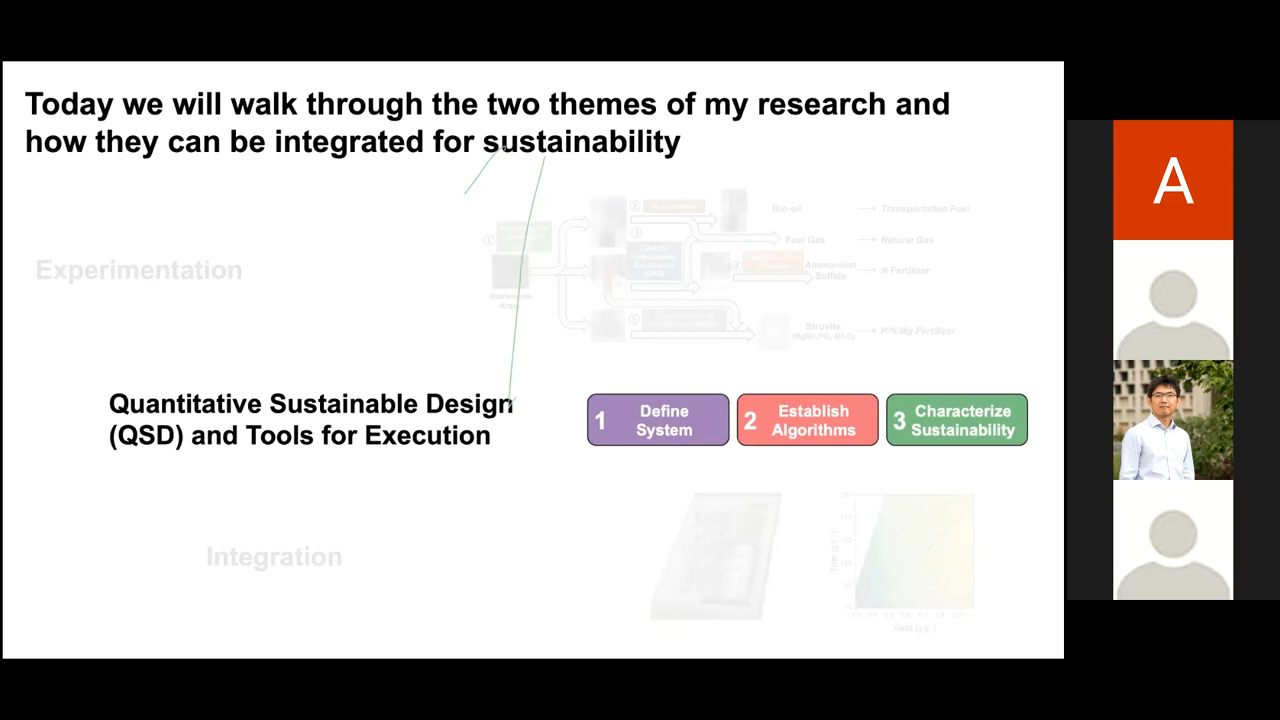 Today we will walk through the two themes of my research and
how they can be integrated for sustainability
A
Experimentation
Bio-oil
Transportation Fuel
Fuel Gas
Natural Gas
Ammonium
Sulfate
N Fertilizer
Struvite
P/N/Mg Fertilizer
Quantitative Sustainable Design
(QSD) and Tools for Execution
1 Define
System
2 Establish
Algorithms
3 Characterize
Sustainability
Integration
Yield